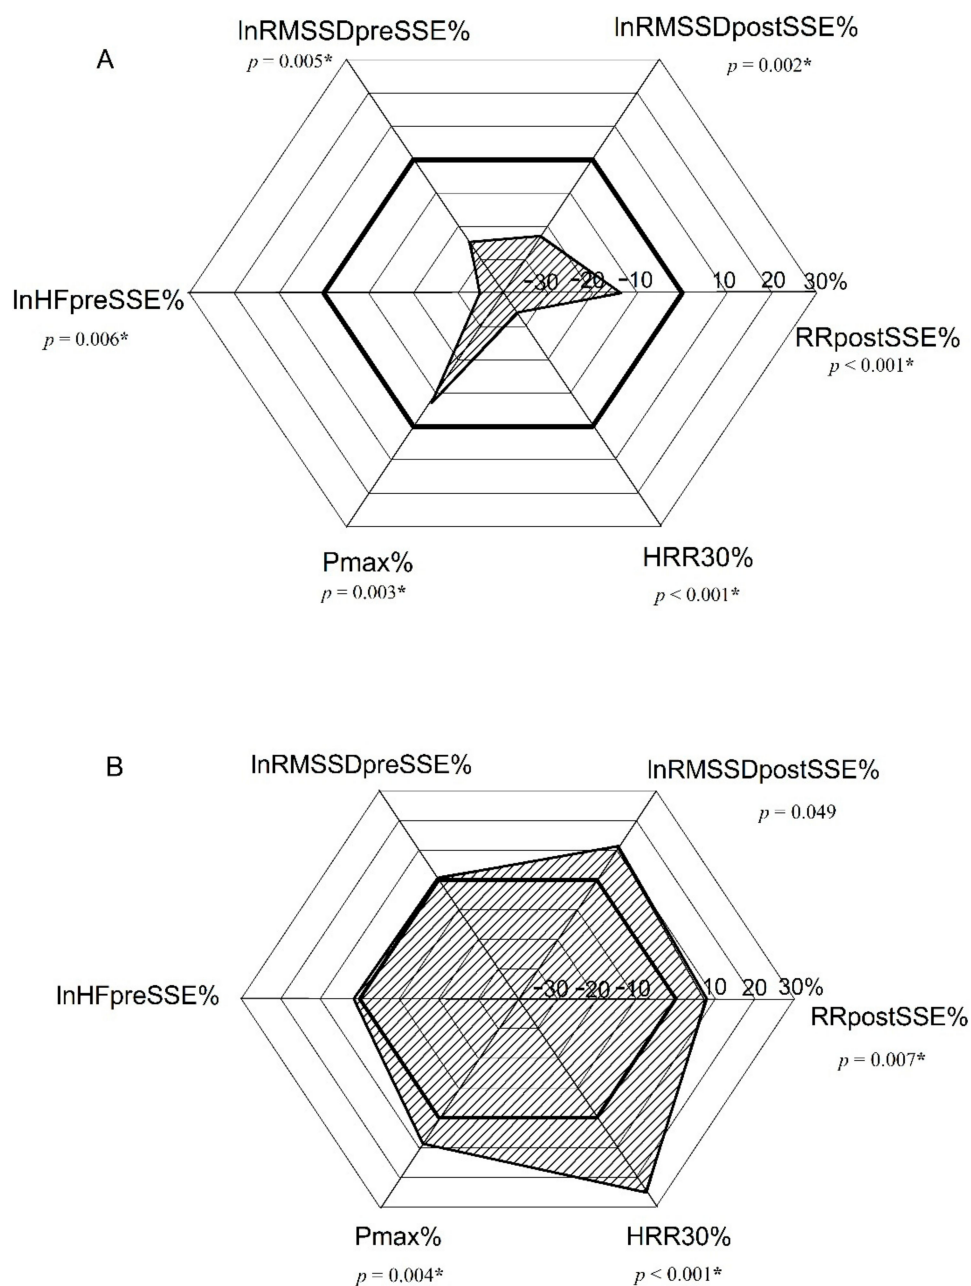 A
lnRMSSDpreSSE%
p = 0.005*
lnRMSSDpostSSE%
p = 0.002*
lnHFpreSSE%
p = 0.006*
-30 -20 -10 10 20 30%
RRpostSSE%
p < 0.001*
Pmax%
p = 0.003*
HRR30%
p < 0.001*
B
lnRMSSDpreSSE%
lnRMSSDpostSSE%
p = 0.049
lnHFpreSSE%
-30 -20 -10 10 20 30%
RRpostSSE%
p = 0.007*
Pmax%
p = 0.004*
HRR30%
p < 0.001*